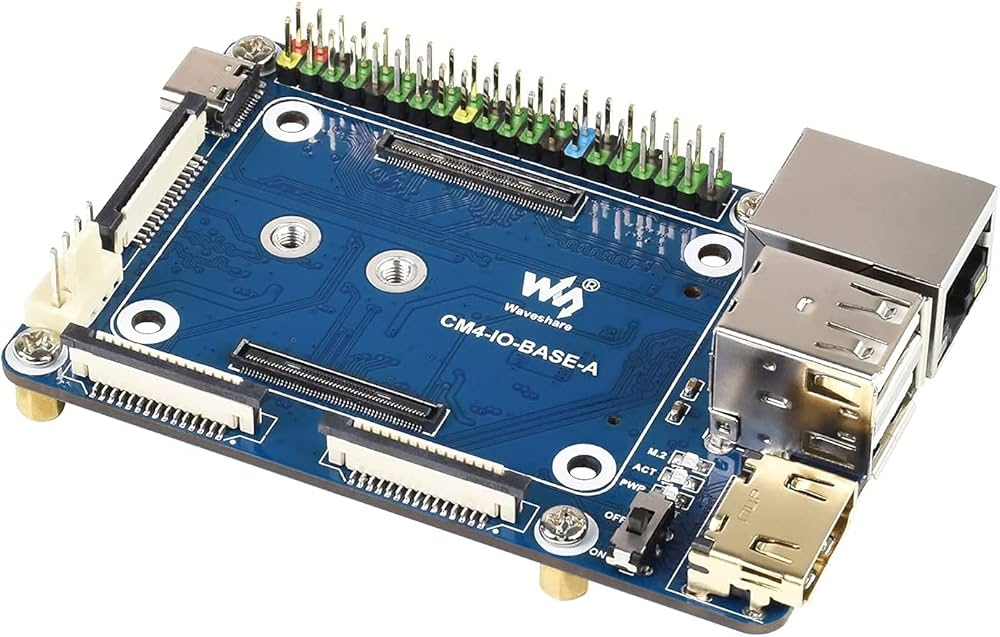 W®
Waveshare
CM4-IO-BASE-A
M.2
ACT
PWR
OFF
ON